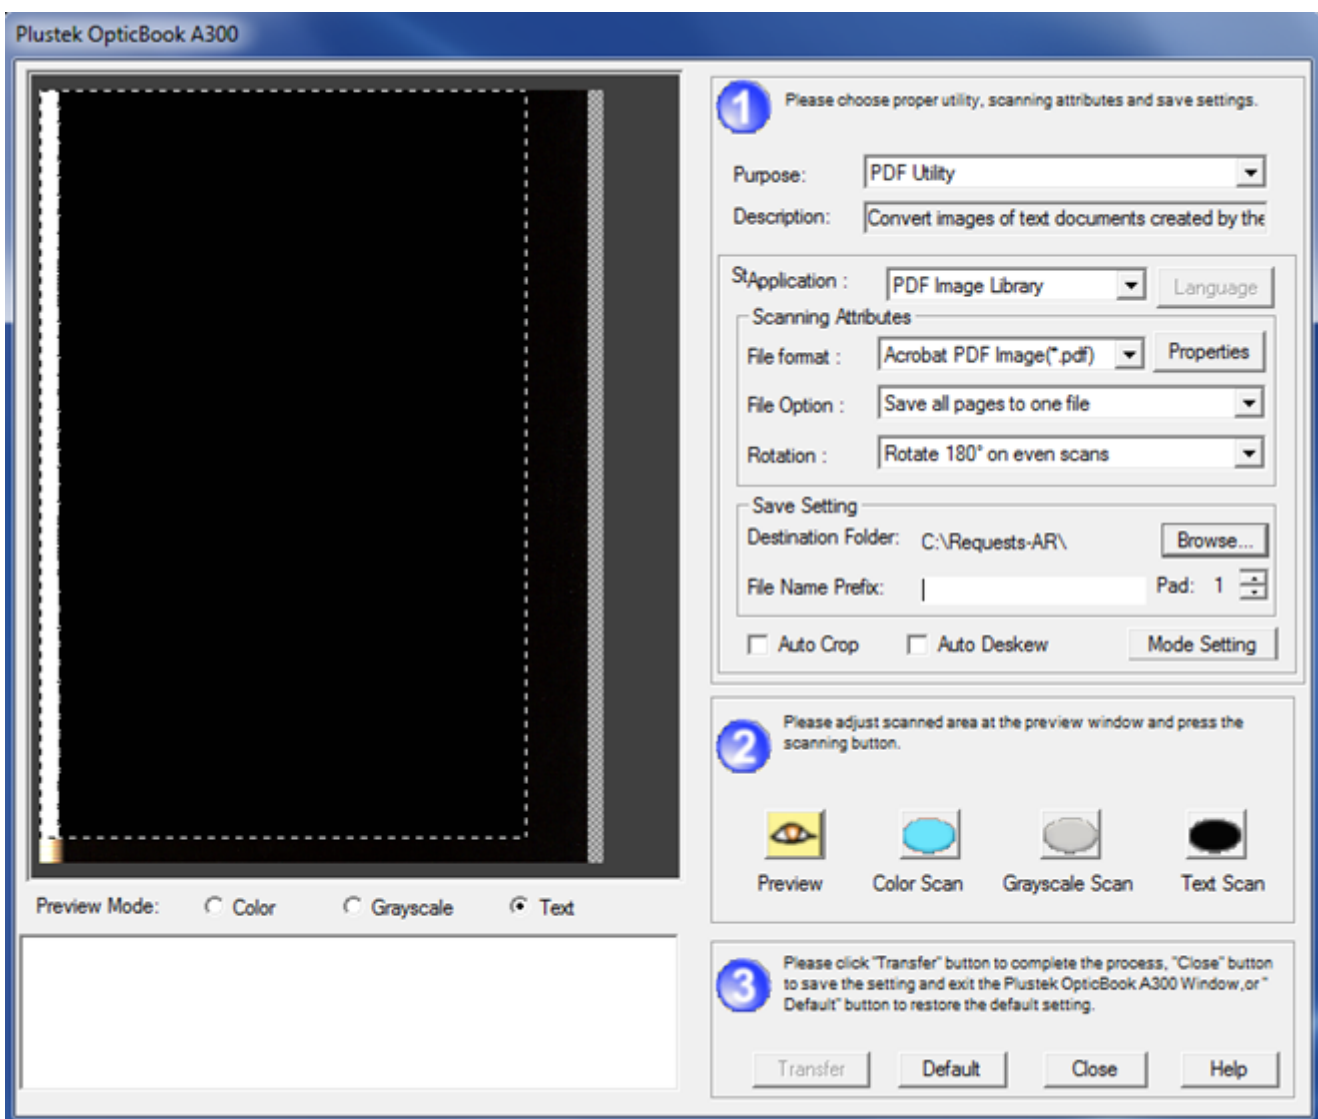 Plustek OpticBook A300
1 Please choose proper utility, scanning attributes and save settings.
Purpose: PDF Utility
Description: Convert images of text documents created by the
StApplication : PDF Image Library Language
Scanning Attributes
File format : Acrobat PDF Image(*.pdf) Properties
File Option : Save all pages to one file
Rotation : Rotate 180° on even scans
Save Setting
Destination Folder: C:\Requests-AR\ Browse...
File Name Prefix: Pad: 1
Auto Crop Auto Deskew Mode Setting
2 Please adjust scanned area at the preview window and press the
scanning button.
Preview Color Scan Grayscale Scan Text Scan
Preview Mode: Color Grayscale Text
3 Please click "Transfer" button to complete the process, "Close" button
to save the setting and exit the Plustek OpticBook A300 Window,or "
Default" button to restore the default setting.
Transfer Default Close Help